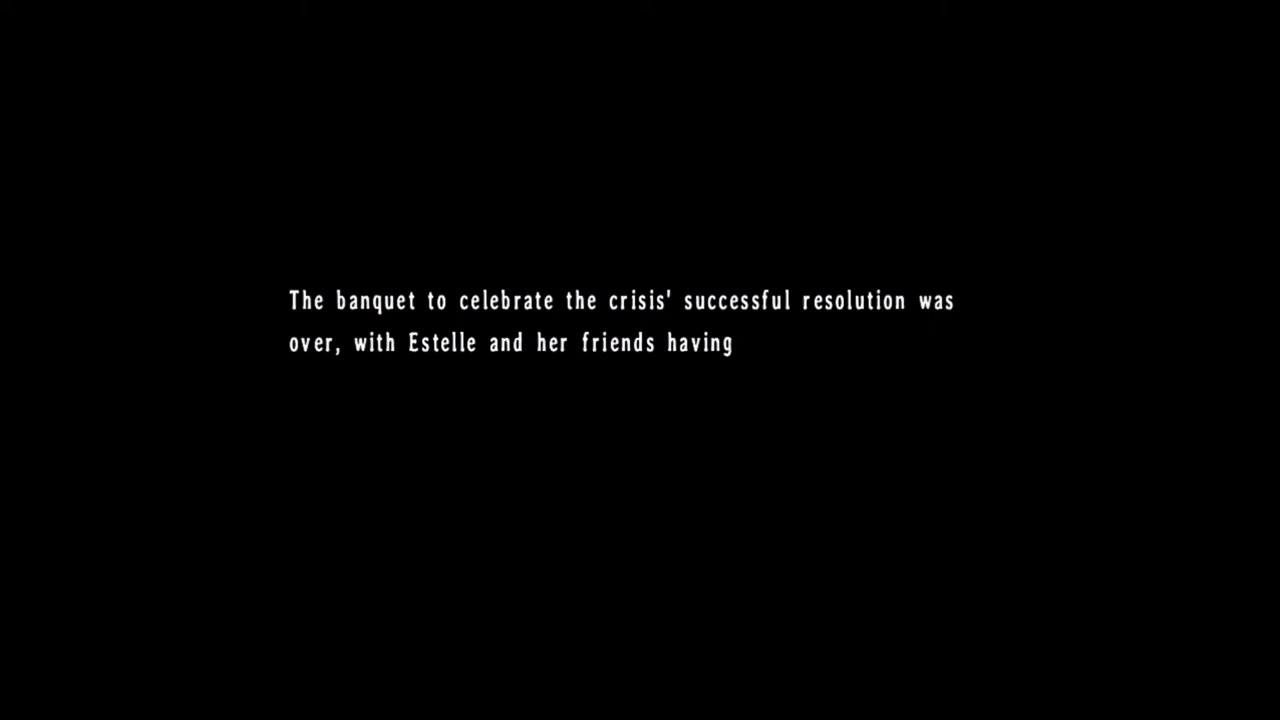 The banquet to celebrate the crisis' successful resolution was
over, with Estelle and her friends having